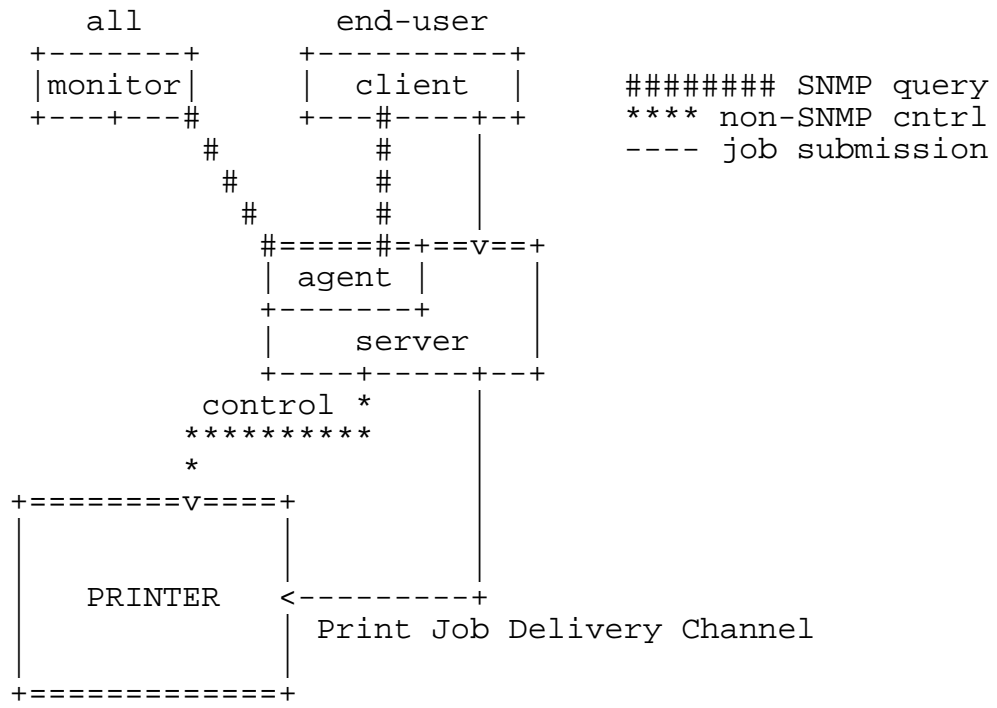 all end-user
+-------+ +-----------+
|monitor| | client | ######## SNMP query
+---+---# +---#----+-+ **** non-SNMP cntrl
# # | ---- job submission
# # |
# # |
#=====#=+==v==+
| agent | |
+-------+ |
| server |
+----+-----+--+
control * |
********** |
* |
+========v====+ |
| | |
| | |
| PRINTER <---------+
| | Print Job Delivery Channel
| |
+=============+